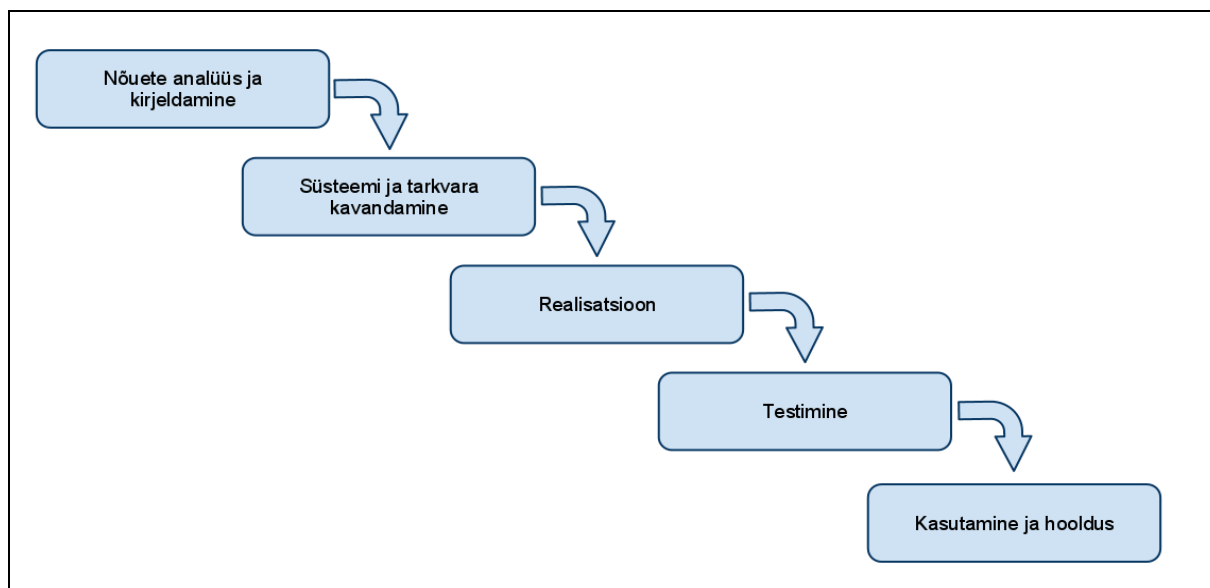 Nõuete analüüs ja
kirjeldamine
Süsteemi ja tarkvara
kavandamine
Realisatsioon
Testimine
Kasutamine ja hooldus